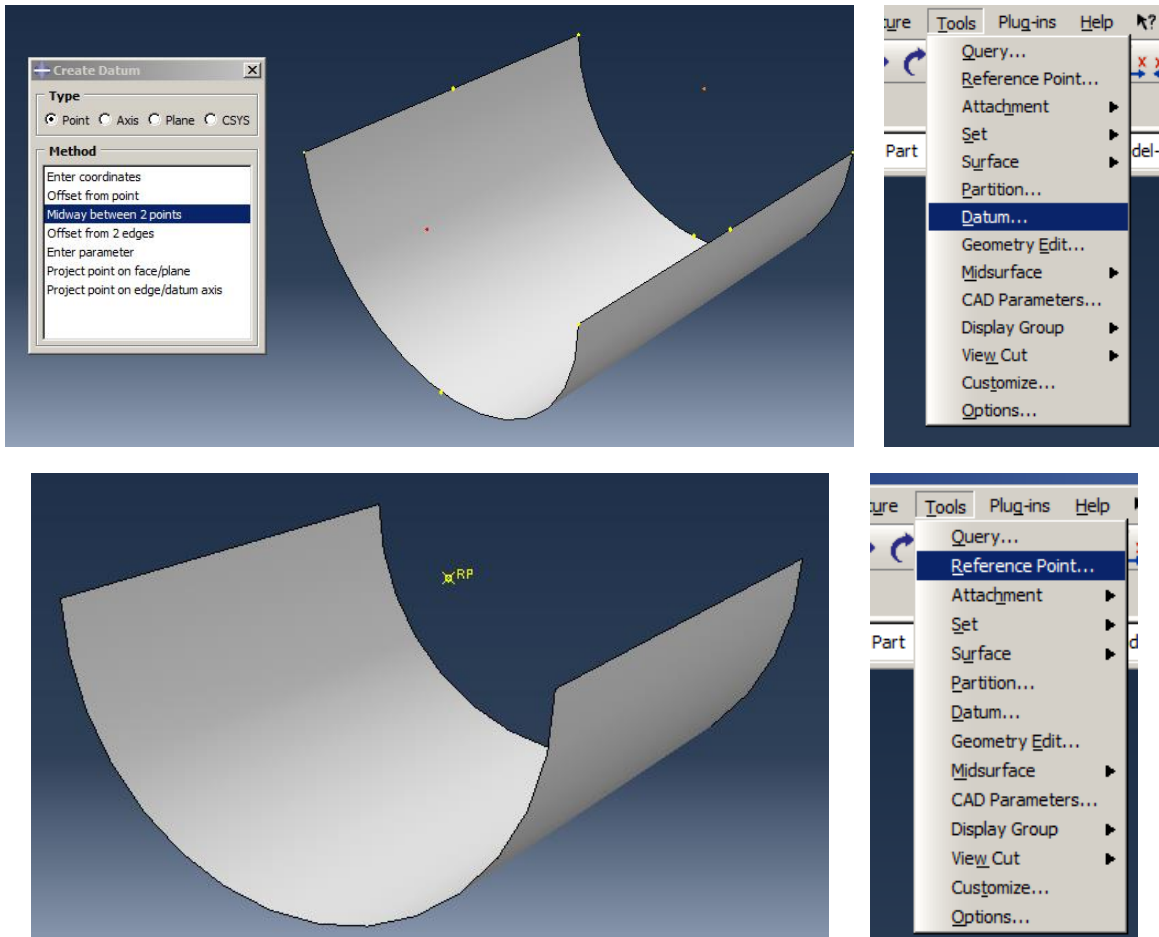 Create Datum
Type
Point Axis Plane CSYS
Method
Enter coordinates
Offset from point
Midway between 2 points
Offset from 2 edges
Enter parameter
Project point on face/plane
Project point on edge/datum axis
Tools Plug-ins Help
Query...
Reference Point...
Attachment
Set
Part
Surface
Partition...
Datum...
Geometry Edit...
Midsurface
CAD Parameters...
Display Group
View Cut
Customize...
Options...
RP
Tools Plug-ins Help
Query...
Reference Point...
Attachment
Set
Part
Surface
Partition...
Datum...
Geometry Edit...
Midsurface
CAD Parameters...
Display Group
View Cut
Customize...
Options...